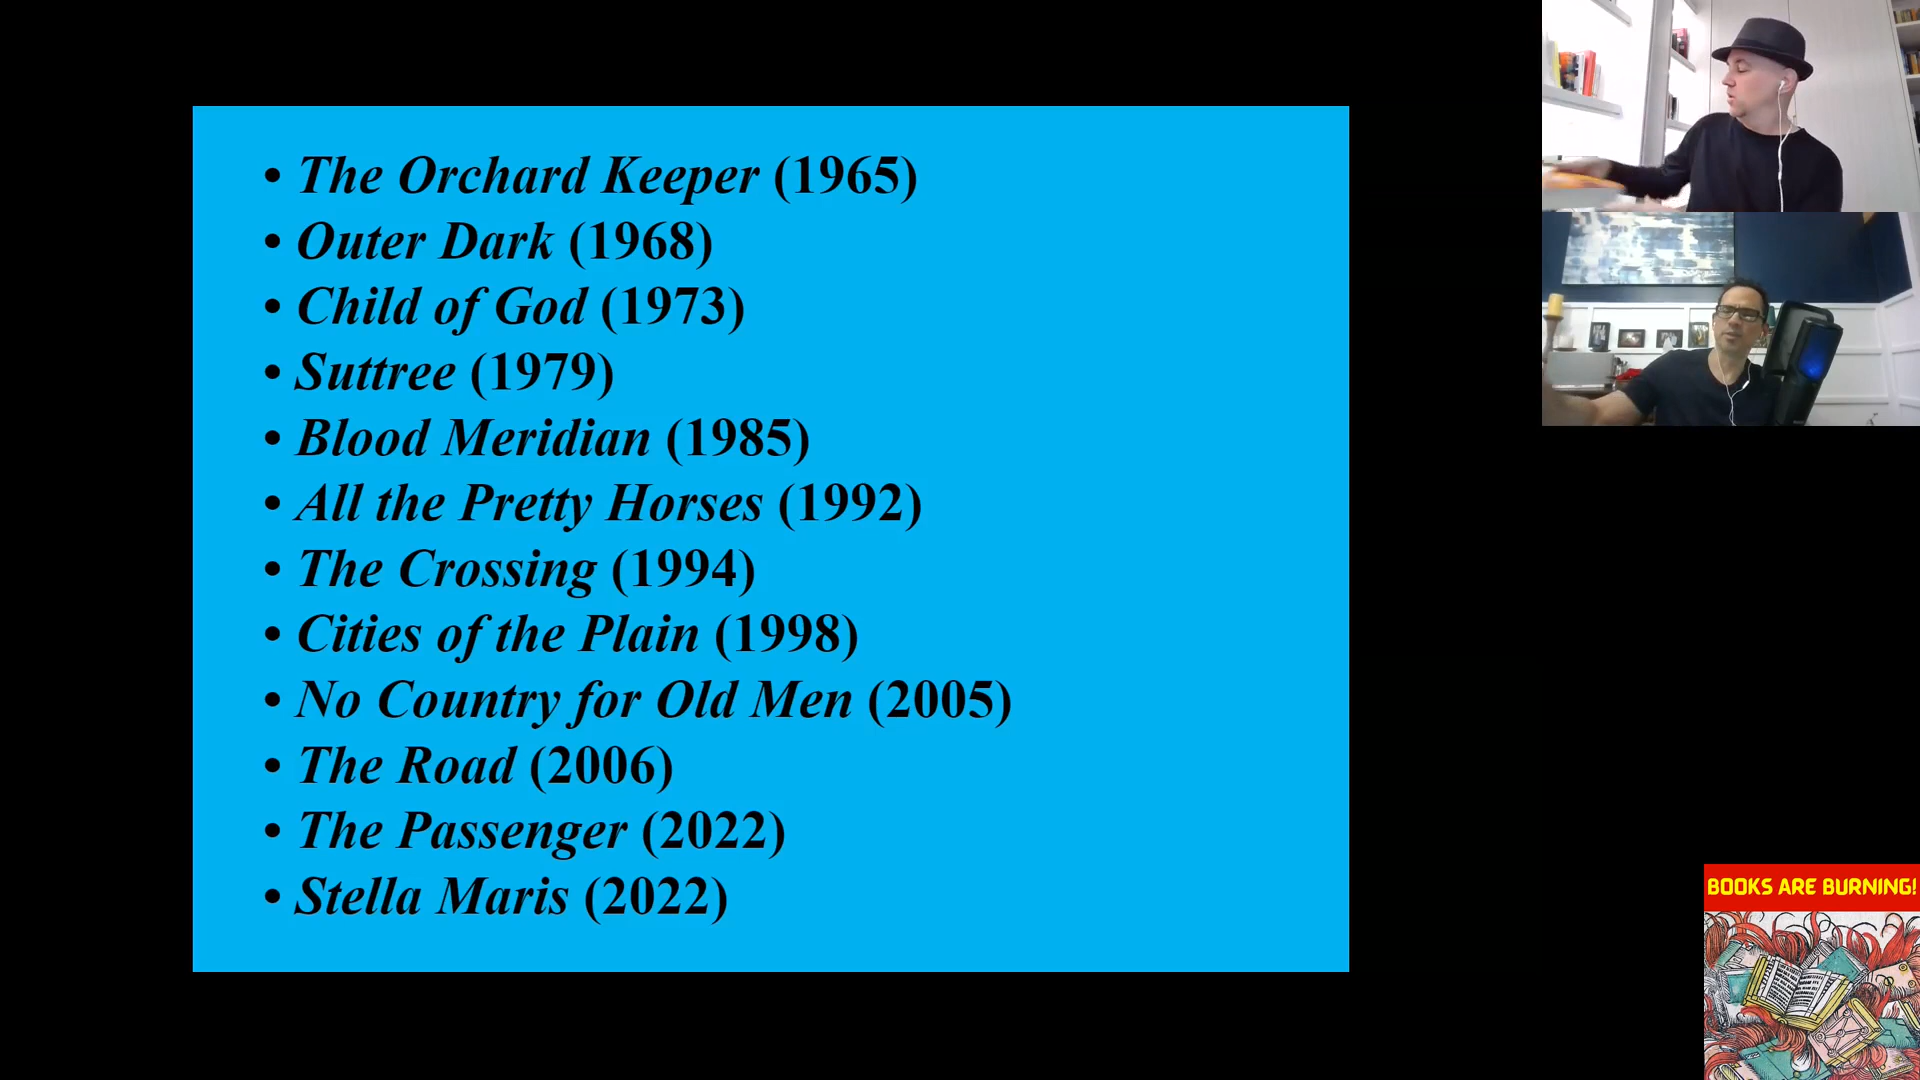 • The Orchard Keeper (1965)
• Outer Dark (1968)
• Child of God (1973)
• Suttree (1979)
• Blood Meridian (1985)
• All the Pretty Horses (1992)
• The Crossing (1994)
• Cities of the Plain (1998)
• No Country for Old Men (2005)
• The Road (2006)
• The Passenger (2022)
• Stella Maris (2022)
BOOKS ARE BURNING!